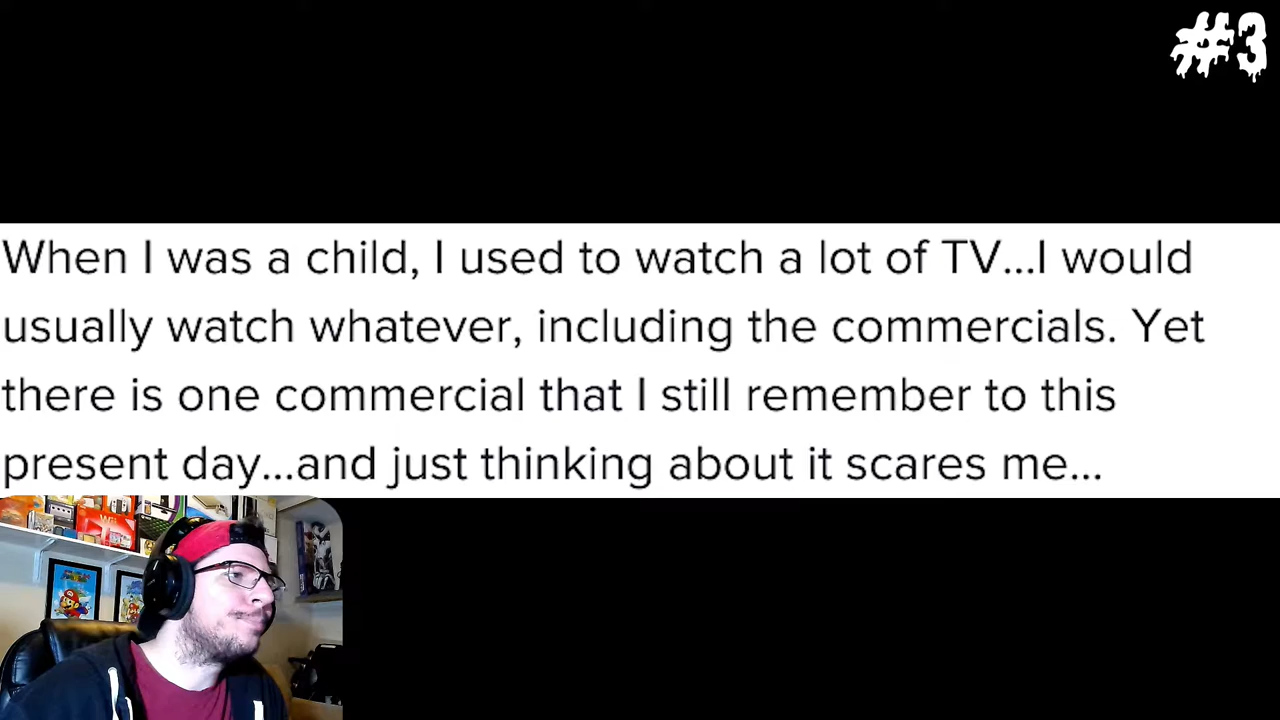 #3
When I was a child, I used to watch a lot of TV...I would
usually watch whatever, including the commercials. Yet
there is one commercial that I still remember to this
present day...and just thinking about it scares me...
Wii